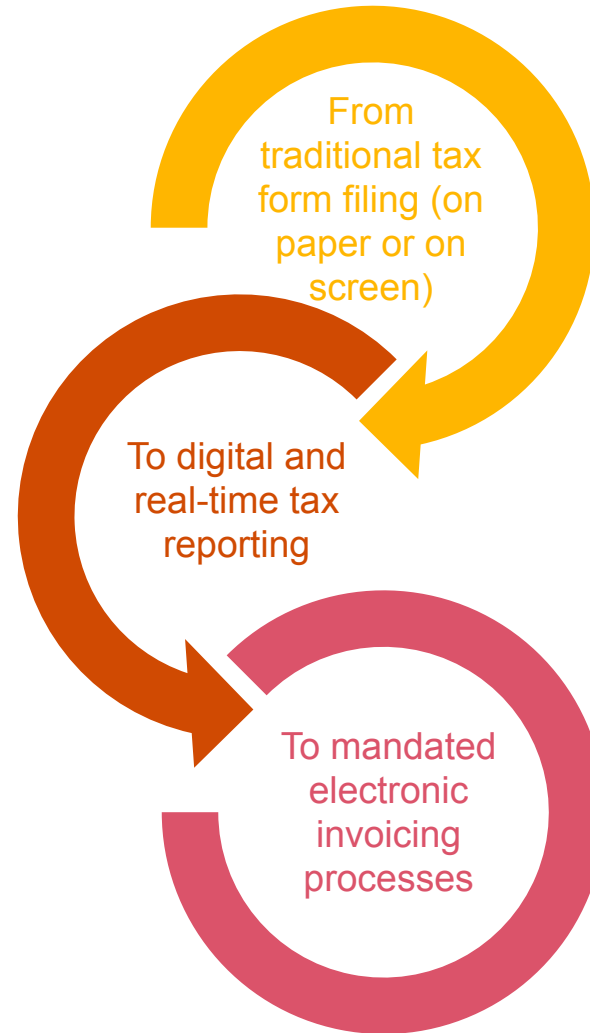 From
traditional tax
form filing (on
paper or on
screen)
To digital and
real-time tax
reporting
To mandated
electronic
invoicing
processes